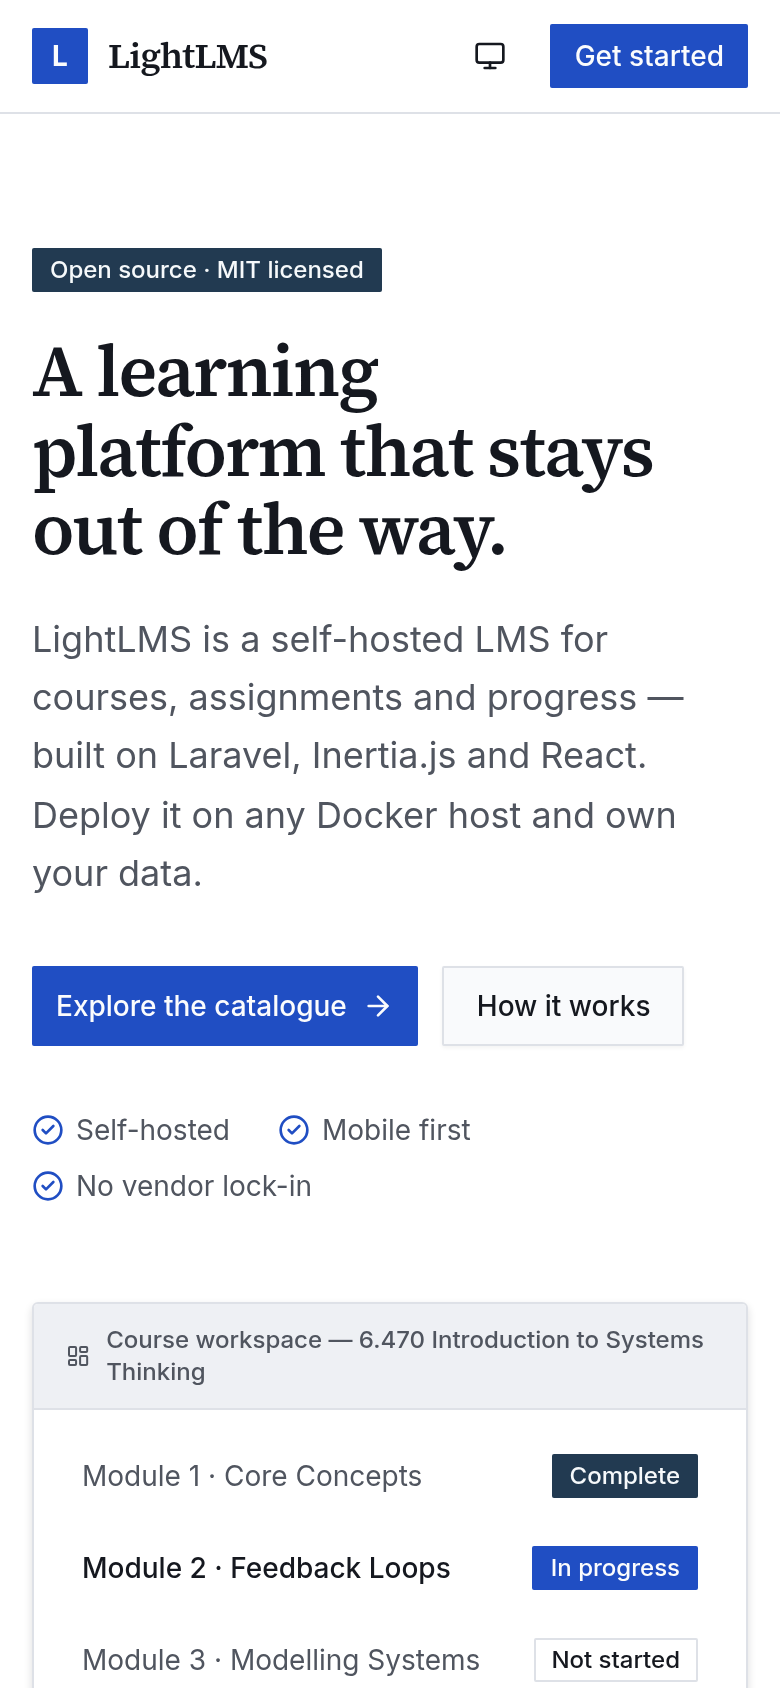 L LightLMS Get started
Open source · MIT licensed
A learning
platform that stays
out of the way.
LightLMS is a self-hosted LMS for
courses, assignments and progress —
built on Laravel, Inertia.js and React.
Deploy it on any Docker host and own
your data.
Explore the catalogue → How it works
Self-hosted Mobile first
No vendor lock-in
Course workspace — 6.470 Introduction to Systems
Thinking
Module 1 · Core Concepts Complete
Module 2 · Feedback Loops In progress
Module 3 · Modelling Systems Not started